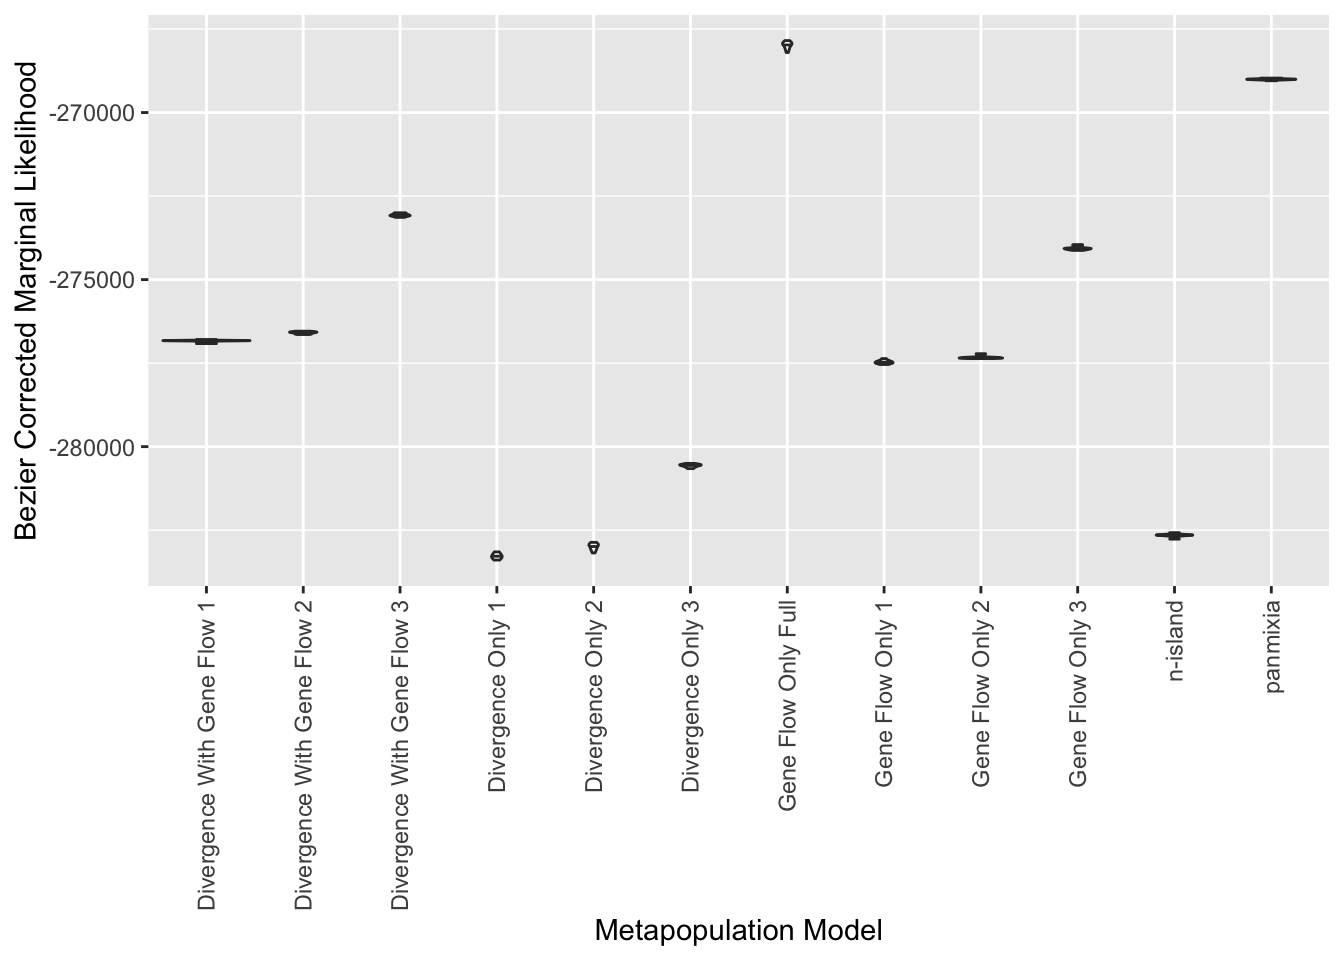 Bezier Corrected Marginal Likelihood
-270000
-275000
-280000
Divergence With Gene Flow 1
Divergence With Gene Flow 2
Divergence With Gene Flow 3
Divergence Only 1
Divergence Only 2
Divergence Only 3
Gene Flow Only Full
Gene Flow Only 1
Gene Flow Only 2
Gene Flow Only 3
n-island
panmixia
Metapopulation Model